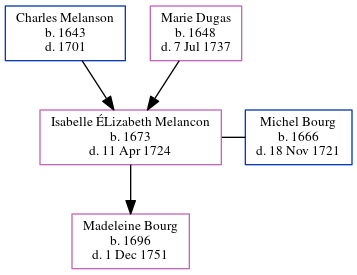 Charles Melanson
b. 1643
d. 1701
Marie Dugas
b. 1648
d. 7 Jul 1737
Isabelle ÉLizabeth Melancon
b. 1673
d. 11 Apr 1724
Michel Bourg
b. 1666
d. 18 Nov 1721
Madeleine Bourg
b. 1696
d. 1 Dec 1751